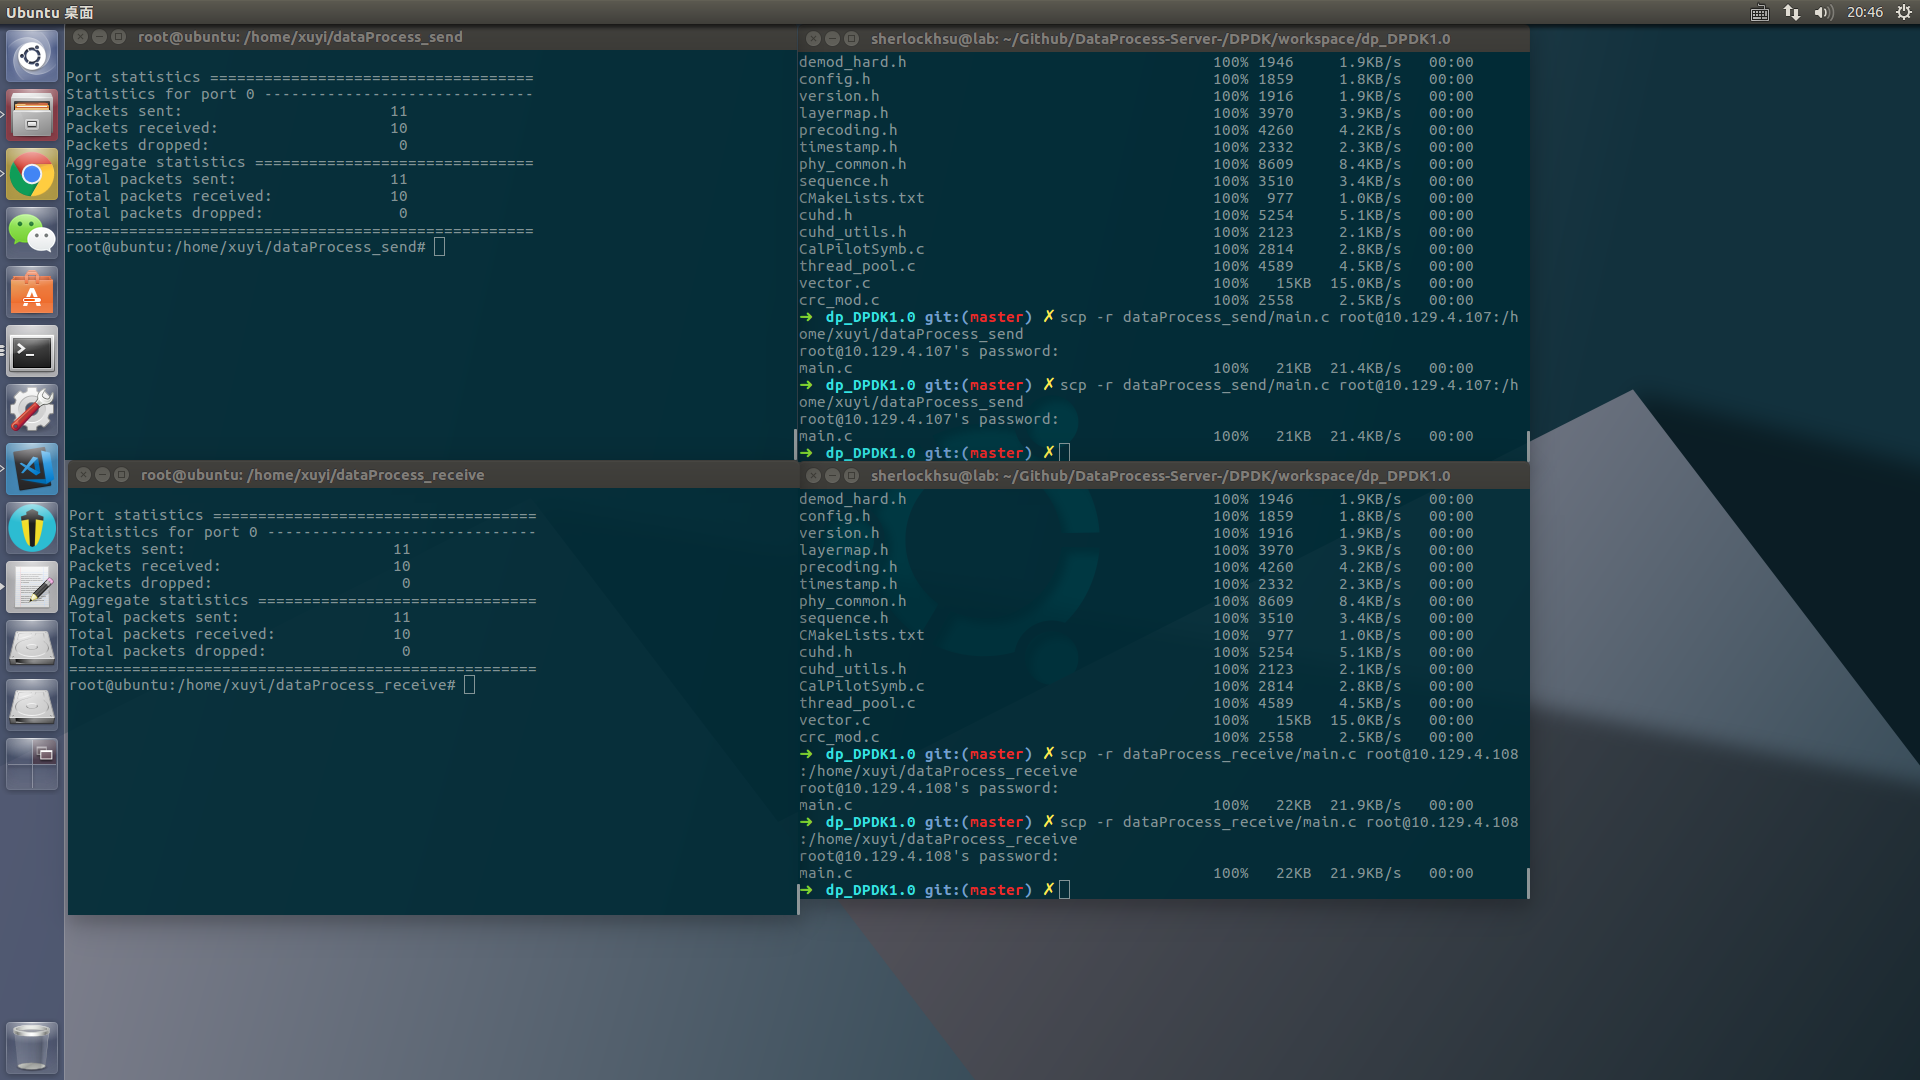 Ubuntu 桌面
20:46
root@ubuntu: /home/xuyi/dataProcess_send
Port statistics ====================================
Statistics for port 0 ------------------------------
Packets sent: 11
Packets received: 10
Packets dropped: 0
Aggregate statistics ===============================
Total packets sent: 11
Total packets received: 10
Total packets dropped: 0
====================================================
root@ubuntu:/home/xuyi/dataProcess_send#
sherlockhsu@lab: ~/Github/DataProcess-Server-/DPDK/workspace/dp_DPDK1.0
demod_hard.h 100% 1946 1.9KB/s 00:00
config.h 100% 1859 1.8KB/s 00:00
version.h 100% 1916 1.9KB/s 00:00
layermap.h 100% 3970 3.9KB/s 00:00
precoding.h 100% 4260 4.2KB/s 00:00
timestamp.h 100% 2332 2.3KB/s 00:00
phy_common.h 100% 8609 8.4KB/s 00:00
sequence.h 100% 3510 3.4KB/s 00:00
CMakeLists.txt 100% 977 1.0KB/s 00:00
cuhd.h 100% 5254 5.1KB/s 00:00
cuhd_utils.h 100% 2123 2.1KB/s 00:00
CalPilotSymb.c 100% 2814 2.8KB/s 00:00
thread_pool.c 100% 4589 4.5KB/s 00:00
vector.c 100% 15KB 15.0KB/s 00:00
crc_mod.c 100% 2558 2.5KB/s 00:00
➜ dp_DPDK1.0 git:(master) ✗ scp -r dataProcess_send/main.c root@10.129.4.107:/h
ome/xuyi/dataProcess_send
root@10.129.4.107's password:
main.c 100% 21KB 21.4KB/s 00:00
➜ dp_DPDK1.0 git:(master) ✗ scp -r dataProcess_send/main.c root@10.129.4.107:/h
ome/xuyi/dataProcess_send
root@10.129.4.107's password:
main.c 100% 21KB 21.4KB/s 00:00
➜ dp_DPDK1.0 git:(master) ✗
root@ubuntu: /home/xuyi/dataProcess_receive
Port statistics ====================================
Statistics for port 0 ------------------------------
Packets sent: 11
Packets received: 10
Packets dropped: 0
Aggregate statistics ===============================
Total packets sent: 11
Total packets received: 10
Total packets dropped: 0
====================================================
root@ubuntu:/home/xuyi/dataProcess_receive#
sherlockhsu@lab: ~/Github/DataProcess-Server-/DPDK/workspace/dp_DPDK1.0
demod_hard.h 100% 1946 1.9KB/s 00:00
config.h 100% 1859 1.8KB/s 00:00
version.h 100% 1916 1.9KB/s 00:00
layermap.h 100% 3970 3.9KB/s 00:00
precoding.h 100% 4260 4.2KB/s 00:00
timestamp.h 100% 2332 2.3KB/s 00:00
phy_common.h 100% 8609 8.4KB/s 00:00
sequence.h 100% 3510 3.4KB/s 00:00
CMakeLists.txt 100% 977 1.0KB/s 00:00
cuhd.h 100% 5254 5.1KB/s 00:00
cuhd_utils.h 100% 2123 2.1KB/s 00:00
CalPilotSymb.c 100% 2814 2.8KB/s 00:00
thread_pool.c 100% 4589 4.5KB/s 00:00
vector.c 100% 15KB 15.0KB/s 00:00
crc_mod.c 100% 2558 2.5KB/s 00:00
➜ dp_DPDK1.0 git:(master) ✗ scp -r dataProcess_receive/main.c root@10.129.4.108
:/home/xuyi/dataProcess_receive
root@10.129.4.108's password:
main.c 100% 22KB 21.9KB/s 00:00
➜ dp_DPDK1.0 git:(master) ✗ scp -r dataProcess_receive/main.c root@10.129.4.108
:/home/xuyi/dataProcess_receive
root@10.129.4.108's password:
main.c 100% 22KB 21.9KB/s 00:00
➜ dp_DPDK1.0 git:(master) ✗